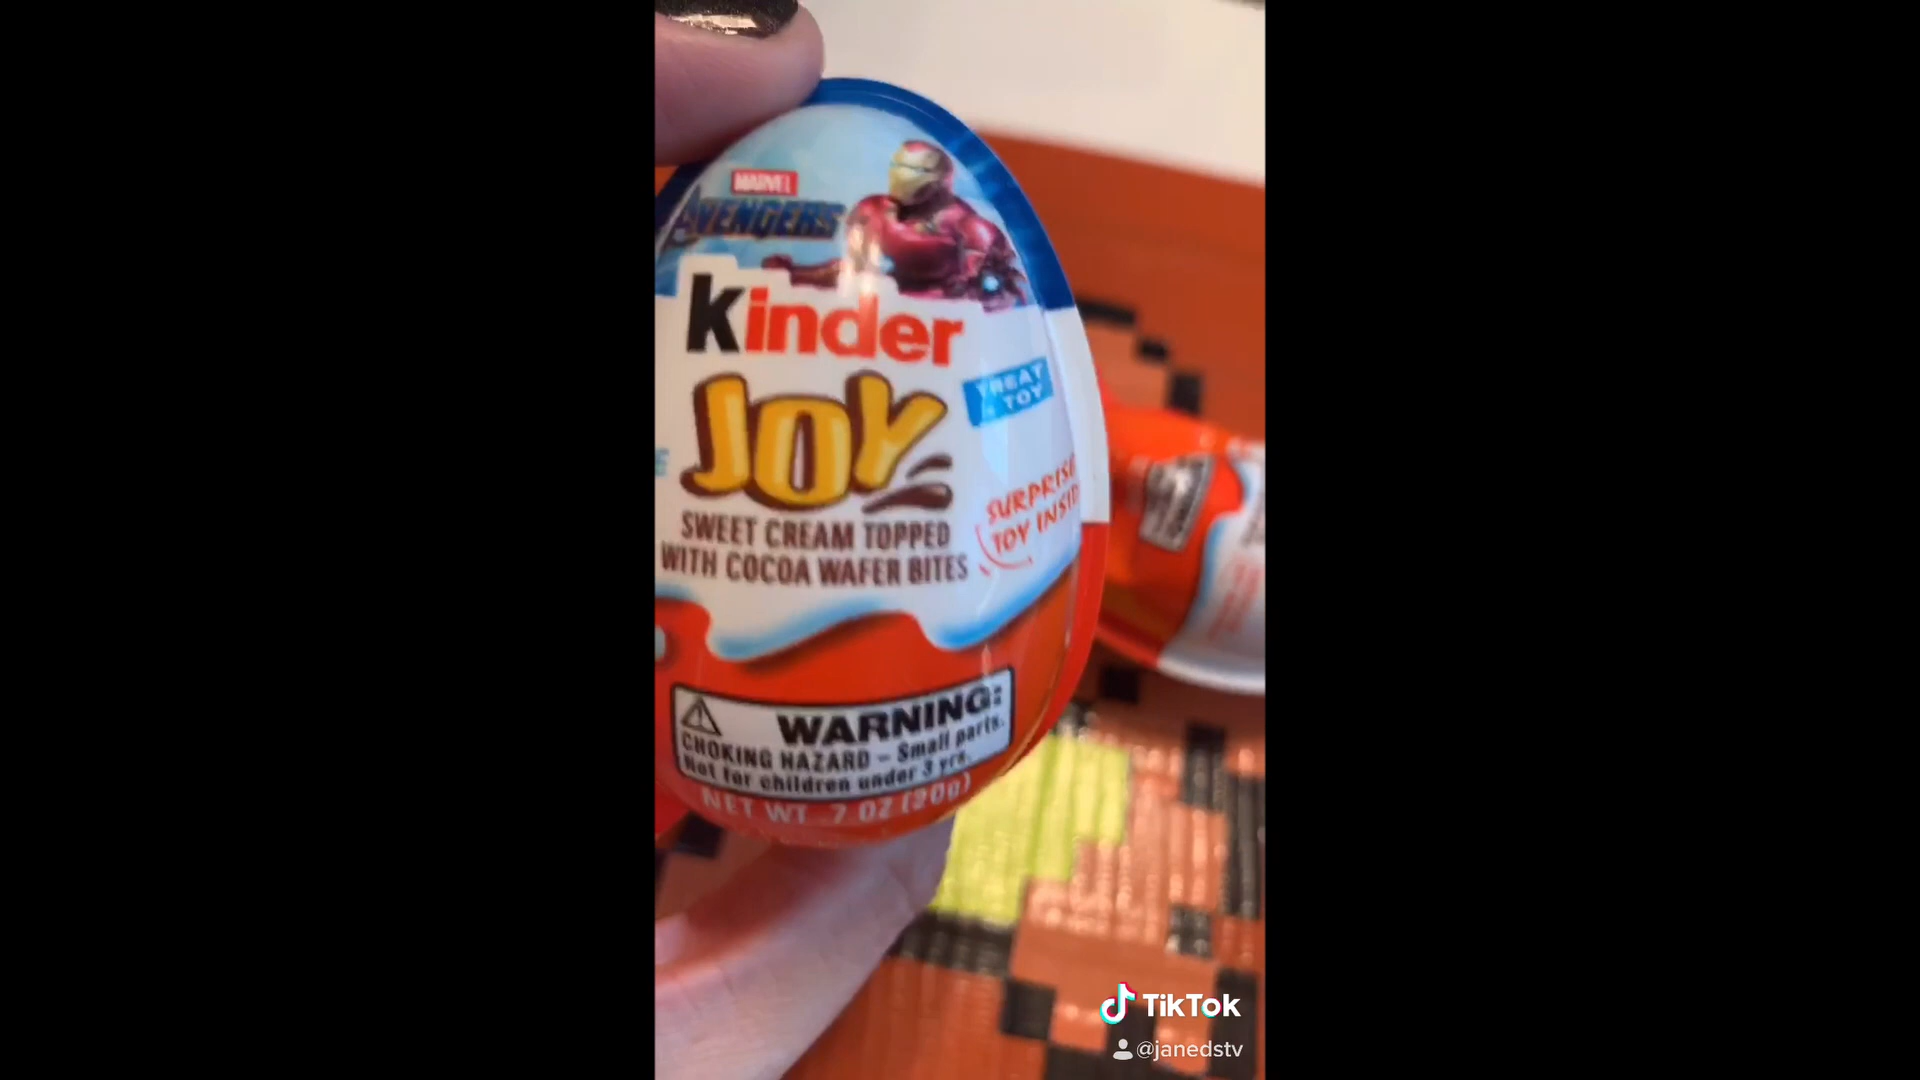 MARVEL
AVENGERS
Kinder
JOY
TREAT
& TOY
SURPRISE
TOY INSIDE
SWEET CREAM TOPPED
WITH COCOA WAFER BITES
WARNING:
CHOKING HAZARD - Small parts.
Not for children under 3 yrs.
NET WT .7 OZ (20g)
TikTok
@janedstv